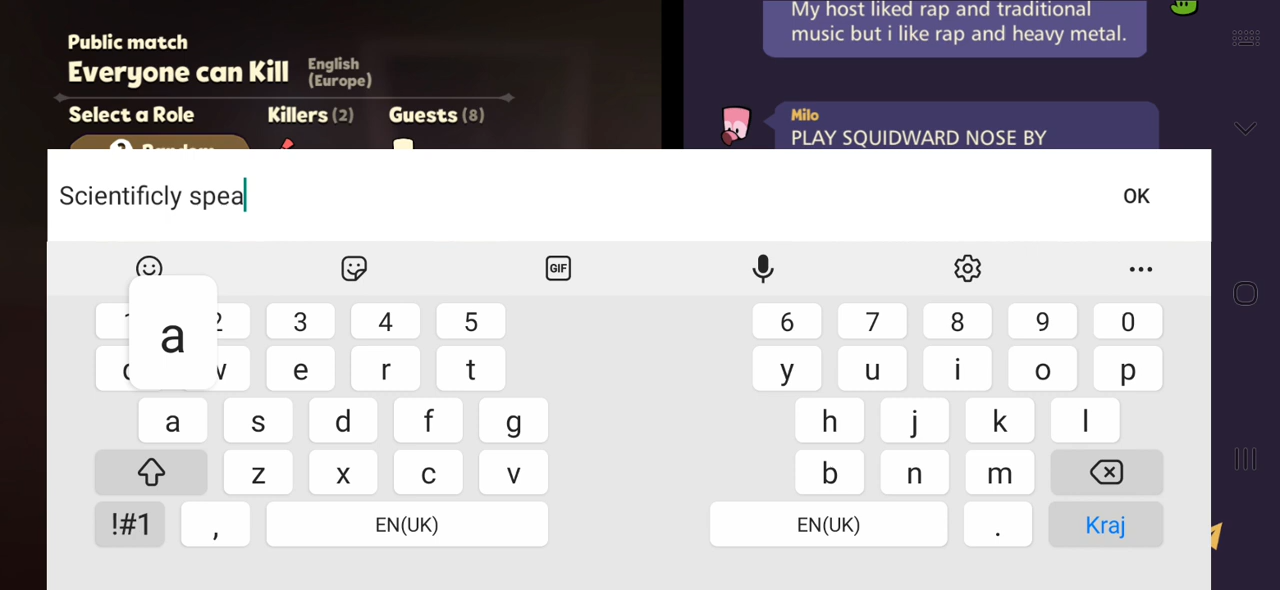 My host liked rap and traditional
music but i like rap and heavy metal.
Public match
Everyone can Kill
English
(Europe)
Select a Role
Killers (2)
Guests (8)
Milo
PLAY SQUIDWARD NOSE BY
Scientificly spea
OK
GIF
a
3 4 5 6 7 8 9 0
e r t y u i o p
a s d f g h j k l
z x c v b n m
!#1 , EN(UK) EN(UK) . Kraj